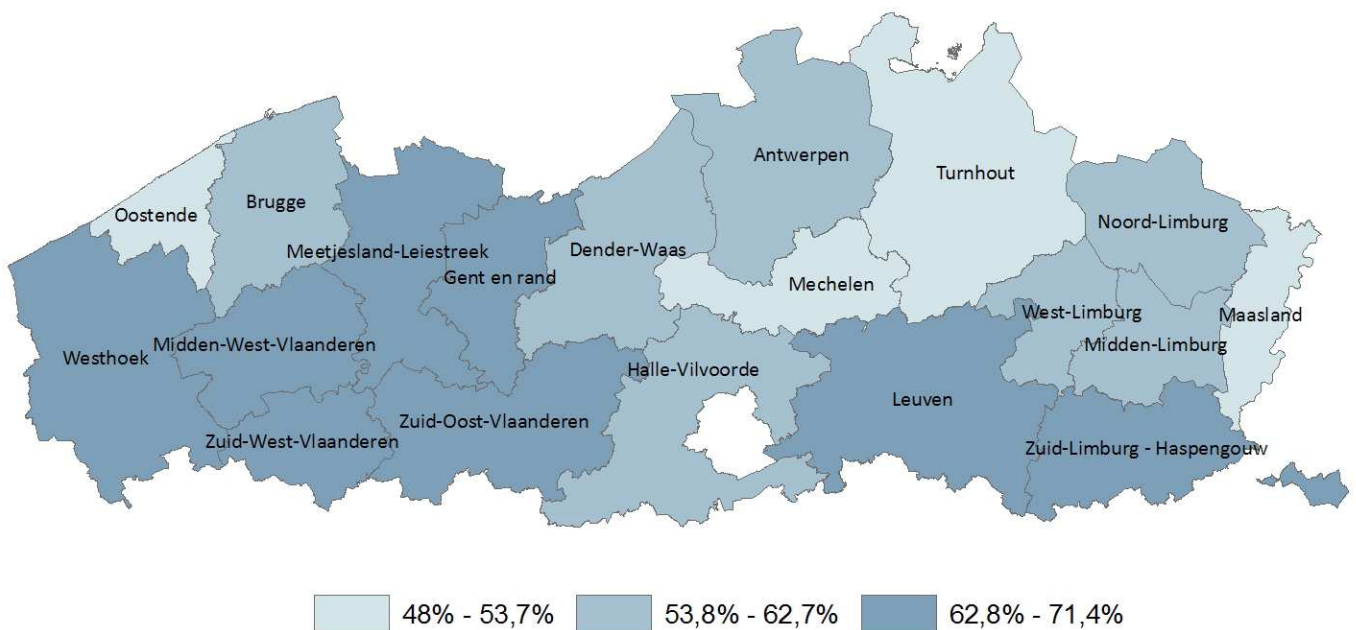 Antwerpen
Turnhout
Oostende
Brugge
Noord-Limburg
Meetjesland-Leiestreek
Dender-Waas
Gent en rand
Mechelen
West-Limburg
Maasland
Westhoek
Midden-West-Vlaanderen
Midden-Limburg
Halle-Vilvoorde
Leuven
Zuid-West-Vlaanderen
Zuid-Oost-Vlaanderen
Zuid-Limburg - Haspengouw
48% - 53,7% 53,8% - 62,7% 62,8% - 71,4%